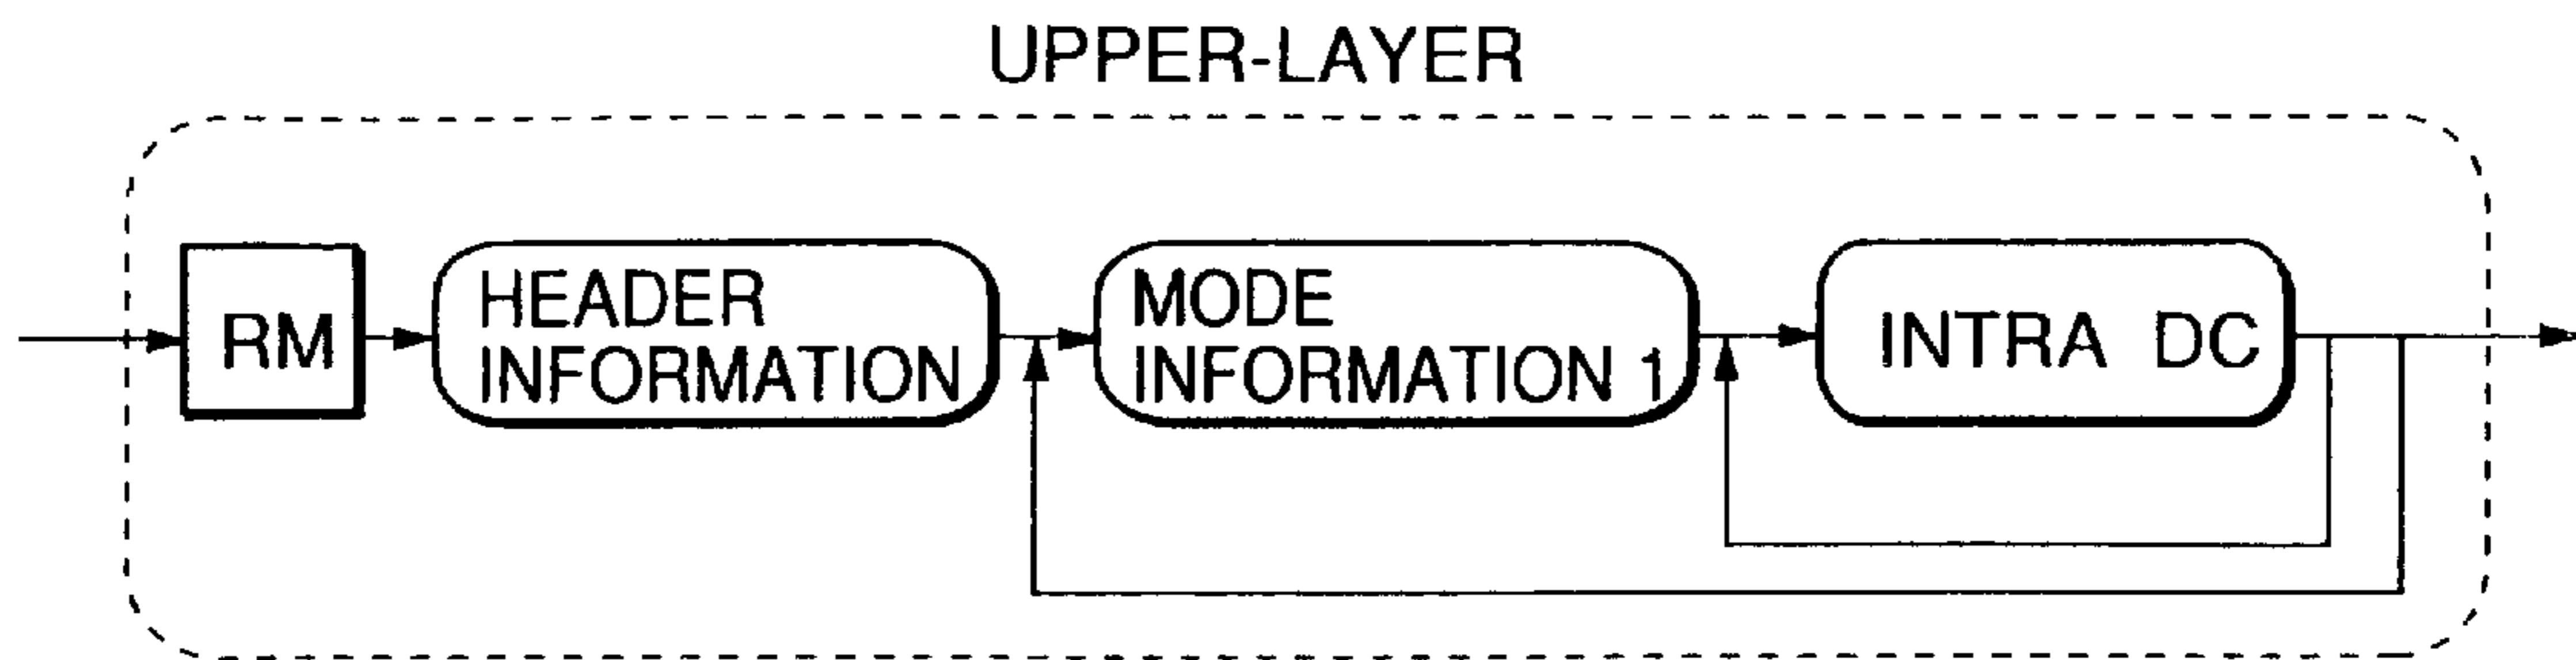 UPPER-LAYER
RM
HEADER
INFORMATION
MODE
INFORMATION 1
INTRA DC